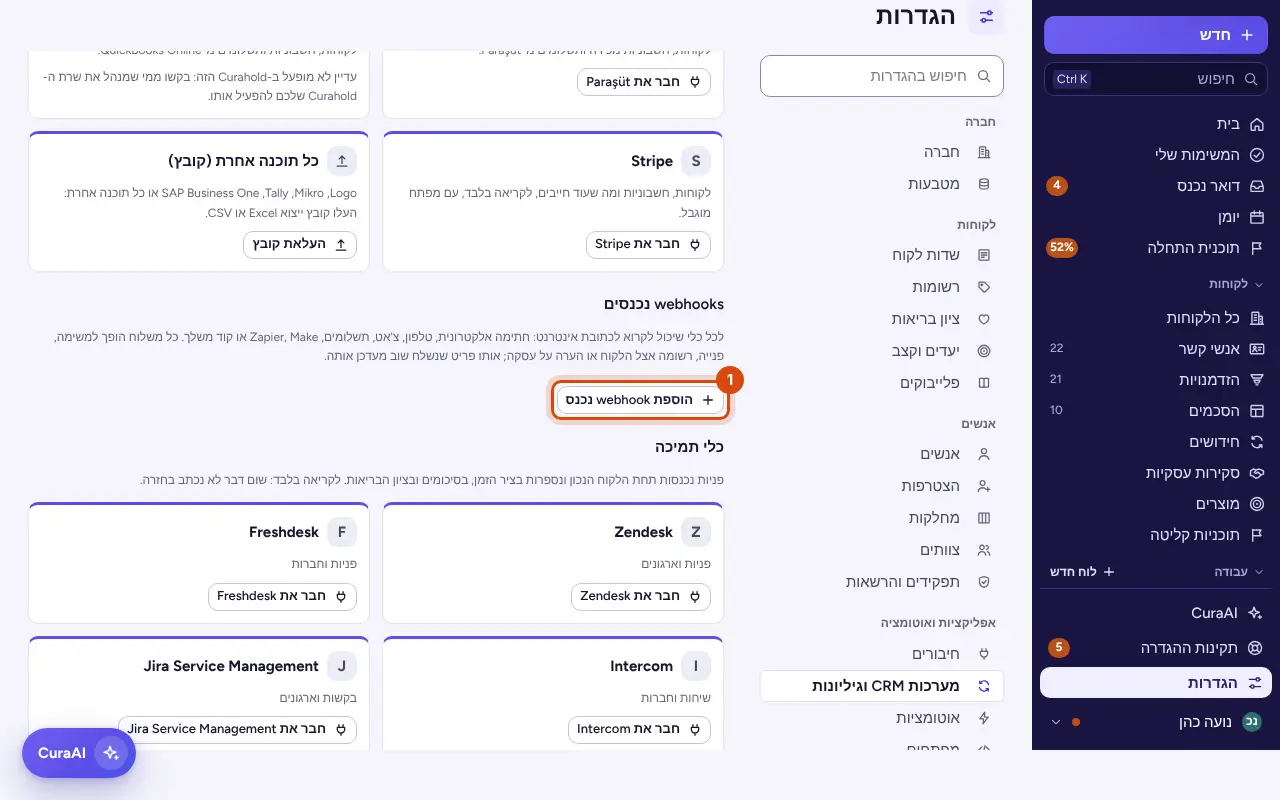 חדש
חיפוש
Ctrl K
בית
המשימות שלי
דואר נכנס
4
יומן
תוכנית התחלה
52%
לקוחות
כל הלקוחות
אנשי קשר
22
הזדמנויות
21
הסכמים
10
חידושים
סקירות עסקיות
מוצרים
תוכניות קליטה
עבודה
לוח חדש
CuraAI
תקינות ההגדרה
5
הגדרות
נכ
נועה כהן
הגדרות
חיפוש בהגדרות
חברה
חברה
מטבעות
לקוחות
שדות לקוח
רשומות
ציון בריאות
יעדים וקצב
פלייבוקים
אנשים
אנשים
הצטרפות
מחלקות
צוותים
תפקידים והרשאות
אפליקציות ואוטומציה
חיבורים
מערכות CRM וגיליונות
אוטומציות
מפתחים
לקוחות, חשבוניות מכירה ותשלומים מ-Paraşüt.
חבר את Paraşüt
לקוחות, חשבוניות ותשלומים מ-QuickBooks Online.
עדיין לא מופעל ב-Curahold הזה: בקשו ממי שמנהל את שרת ה-
Curahold שלכם להפעיל אותו.
S
Stripe
לקוחות, חשבוניות ומה שעוד חייבים, לקריאה בלבד, עם מפתח
מוגבל.
חבר את Stripe
כל תוכנה אחרת (קובץ)
Logo, Mikro, Tally, SAP Business One או כל תוכנה אחרת:
העלו קובץ ייצוא Excel או CSV.
העלאת קובץ
webhooks נכנסים
לכל כלי שיכול לקרוא לכתובת אינטרנט: חתימה אלקטרונית, טלפון, צ'אט, תשלומים, Zapier, Make או קוד משלך. כל משלוח הופך למשימה,
פנייה, רשומה אצל הלקוח או הערה על עסקה; אותו פריט שנשלח שוב מעדכן אותה.
1
הוספת webhook נכנס
כלי תמיכה
פניות נכנסות תחת הלקוח הנכון ונספרות בציר הזמן, בסיכומים ובציון הבריאות. לקריאה בלבד: שום דבר לא נכתב בחזרה.
Z
Zendesk
פניות וארגונים
חבר את Zendesk
F
Freshdesk
פניות וחברות
חבר את Freshdesk
I
Intercom
שיחות וחברות
חבר את Intercom
J
Jira Service Management
בקשות וארגונים
חבר את Jira Service Management
CuraAI